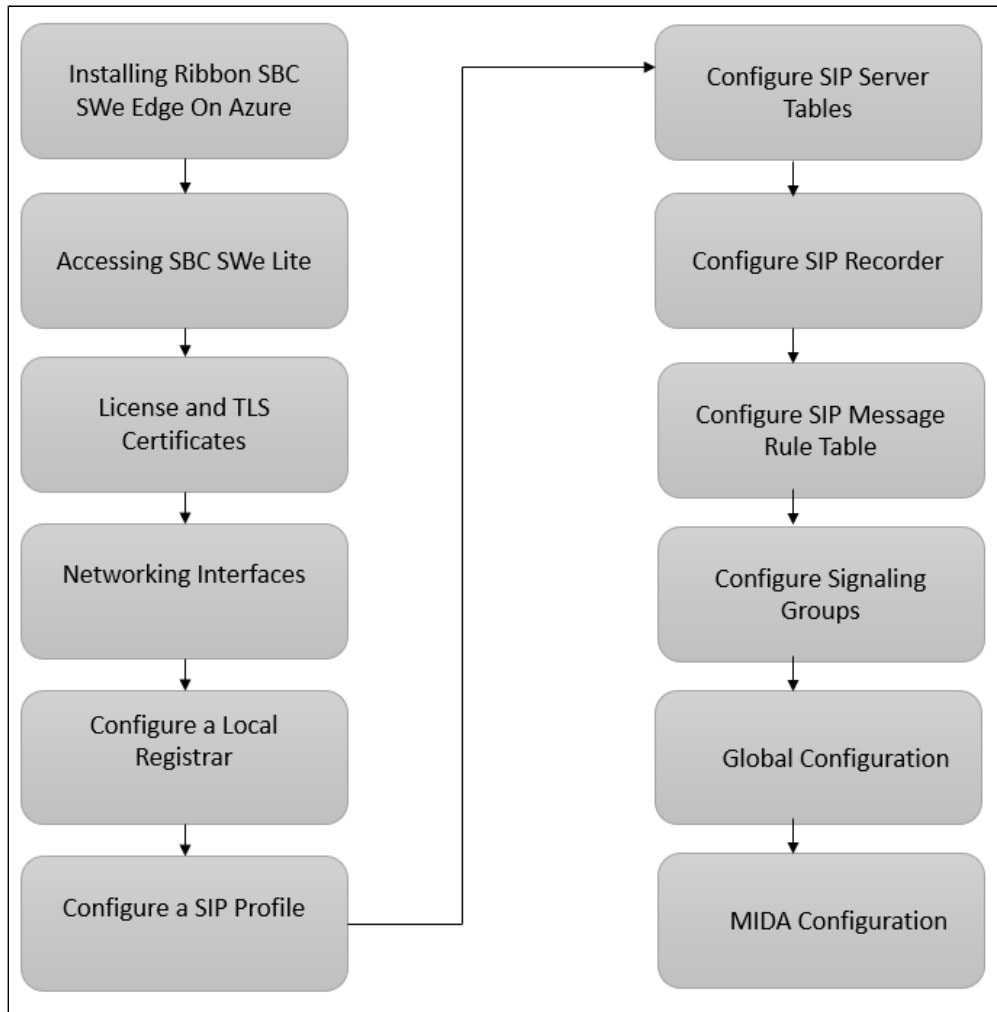 Installing Ribbon SBC
SWe Edge On Azure
Accessing SBC SWe Lite
License and TLS
Certificates
Networking Interfaces
Configure a Local
Registrar
Configure a SIP Profile
Configure SIP Server
Tables
Configure SIP Recorder
Configure SIP Message
Rule Table
Configure Signaling
Groups
Global Configuration
MIDA Configuration